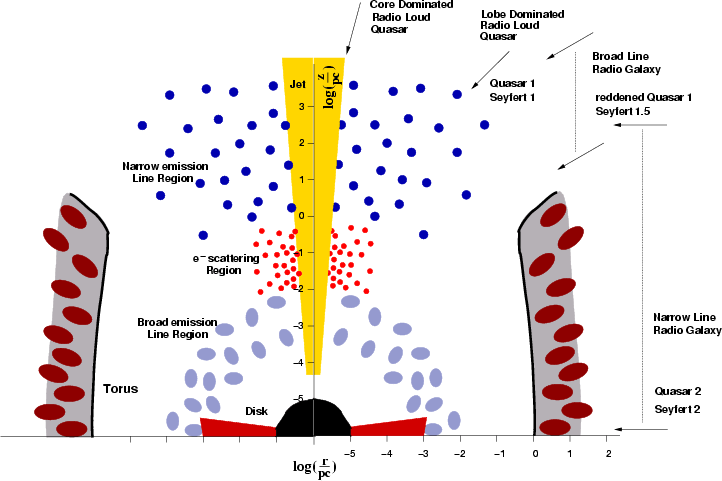 Core Dominated
Radio Loud
Quasar
Lobe Dominated
Radio Loud
Quasar
Broad Line
Radio Galaxy
Jet
log(z/pc)
Quasar 1
Seyfert 1
reddened Quasar 1
Seyfert 1.5
3
2
1
0
−1
−2
−3
−4
−5
Narrow emission
Line Region
e− scattering
Region
Broad emission
Line Region
Narrow Line
Radio Galaxy
Torus
Disk
Quasar 2
Seyfert 2
−5
−4
−3
−2
−1
0
1
2
log(r/pc)